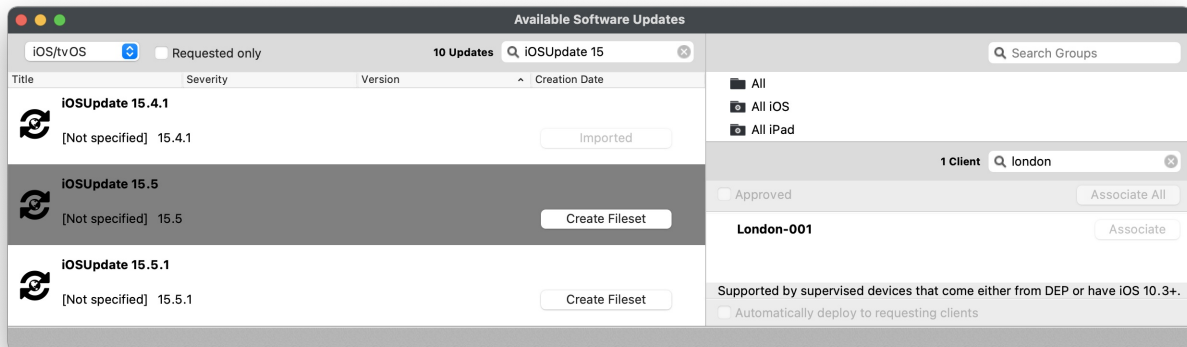 Available Software Updates
iOS/tvOS
Requested only
10 Updates
iOSUpdate 15
Title Severity Version Creation Date
iOSUpdate 15.4.1
[Not specified] 15.4.1
Imported
iOSUpdate 15.5
[Not specified] 15.5
Create Fileset
iOSUpdate 15.5.1
[Not specified] 15.5.1
Create Fileset
Search Groups
All
All iOS
All iPad
1 Client
london
Approved
Associate All
London-001
Associate
Supported by supervised devices that come either from DEP or have iOS 10.3+.
Automatically deploy to requesting clients